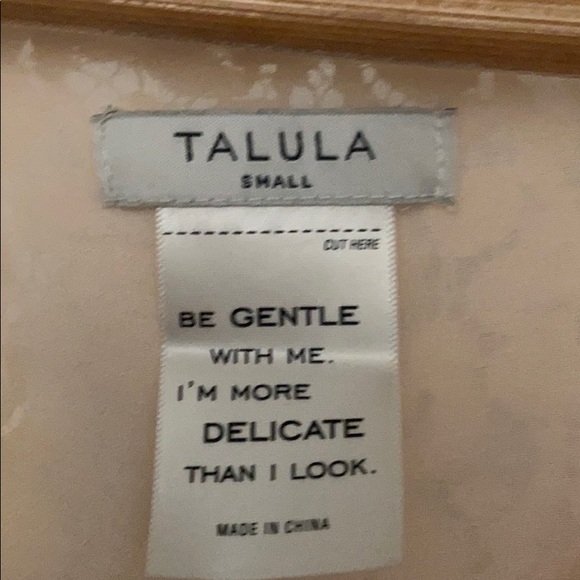 TALULA
SMALL
CUT HERE
BE GENTLE
WITH ME.
I'M MORE
DELICATE
THAN I LOOK.
MADE IN CHINA